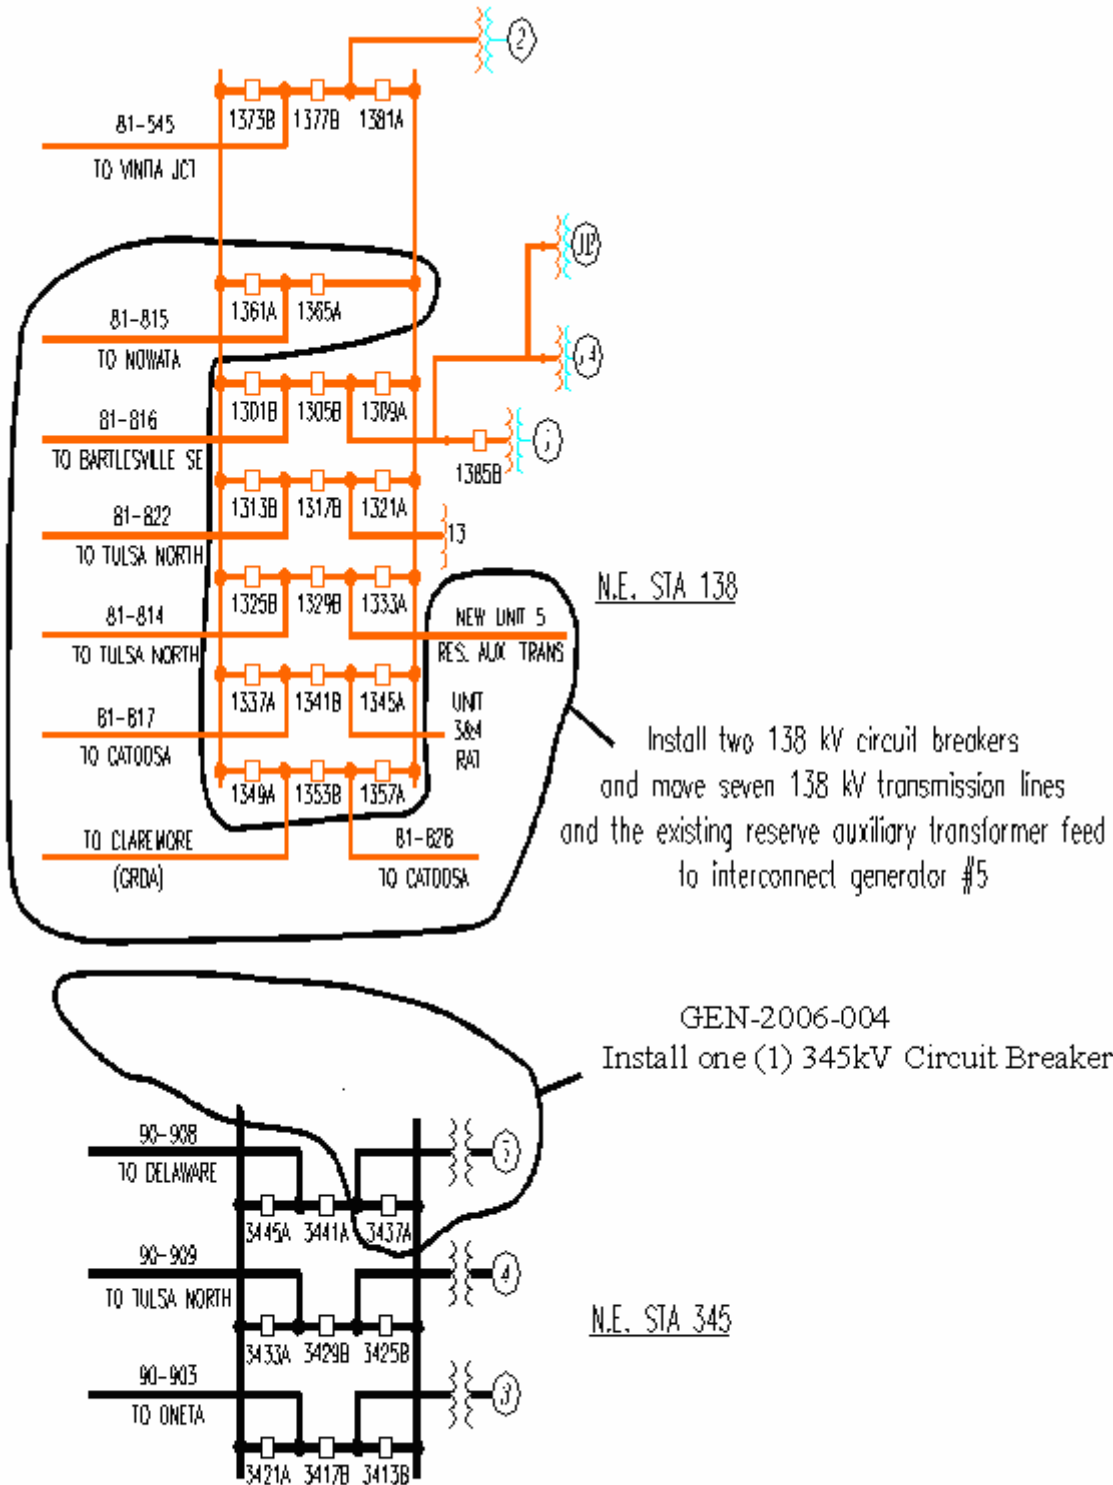 2
1373B 1377B 1381A
81-545
TO VINITA JCT
1361A 1365A
81-815
TO NOWATA
1301B 1305B 1309A
81-816
TO BARTLESVILLE SE
1385B
1313B 1317B 1321A
81-822
TO TULSA NORTH
13
N.E. STA 138
1325B 1329B 1333A
81-814
TO TULSA NORTH
NEW UNIT 5
RES. AUX TRANS
1337A 1341B 1345A
81-817
TO CATOOSA
UNIT
3&4
RAT
1349A 1353B 1357A
TO CLAREMORE
(GRDA)
81-828
TO CATOOSA
Install two 138 kV circuit breakers
and move seven 138 kV transmission lines
and the existing reserve auxiliary transformer feed
to interconnect generator #5
GEN-2006-004
Install one (1) 345kV Circuit Breaker
90-908
TO DELAWARE
5
3445A 3441A 3437A
90-909
TO TULSA NORTH
4
3433A 3429B 3425B
N.E. STA 345
90-903
TO ONETA
3
3421A 3417B 3413B